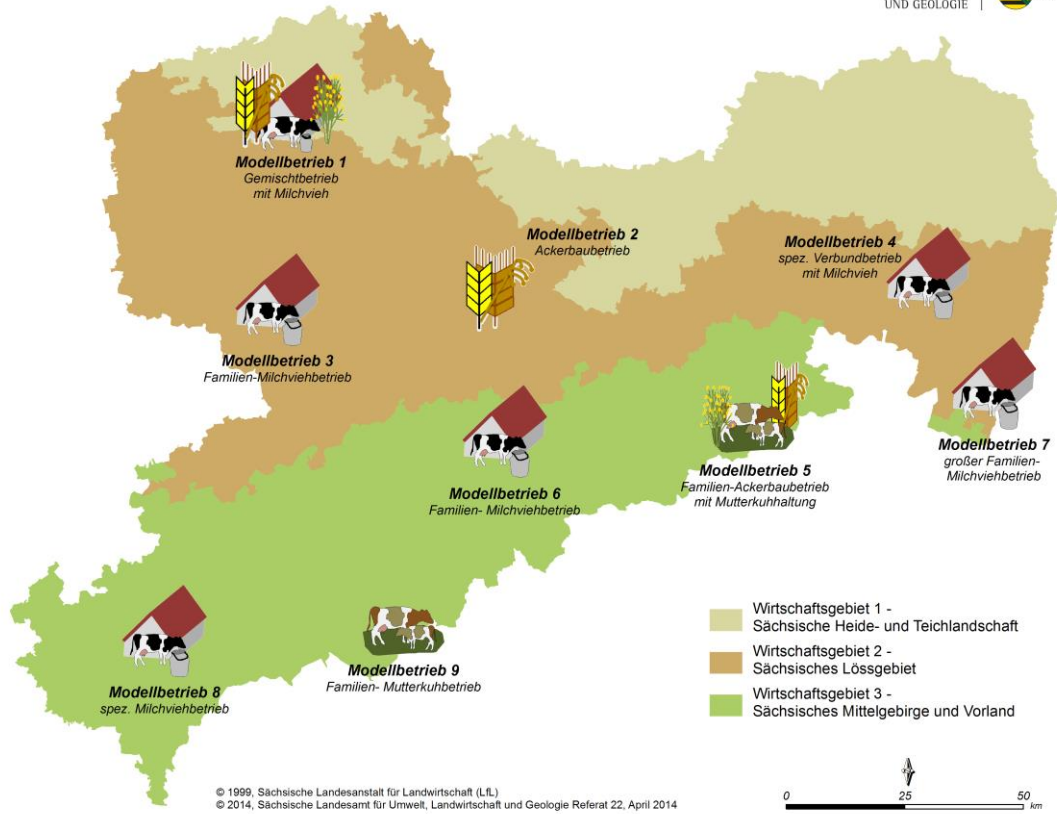 UND GEOLOGIE
Modellbetrieb 1
Gemischtbetrieb
mit Milchvieh
Modellbetrieb 2
Ackerbaubetrieb
Modellbetrieb 4
spez. Verbundbetrieb
mit Milchvieh
Modellbetrieb 3
Familien-Milchviehbetrieb
Modellbetrieb 7
großer Familien-
Milchviehbetrieb
Modellbetrieb 5
Familien-Ackerbaubetrieb
mit Mutterkuhhaltung
Modellbetrieb 6
Familien- Milchviehbetrieb
Modellbetrieb 9
Familien- Mutterkuhbetrieb
Modellbetrieb 8
spez. Milchviehbetrieb
Wirtschaftsgebiet 1 -
Sächsische Heide- und Teichlandschaft
Wirtschaftsgebiet 2 -
Sächsisches Lössgebiet
Wirtschaftsgebiet 3 -
Sächsisches Mittelgebirge und Vorland
© 1999, Sächsische Landesanstalt für Landwirtschaft (LfL)
© 2014, Sächsische Landesamt für Umwelt, Landwirtschaft und Geologie Referat 22, April 2014
0 25 50
km